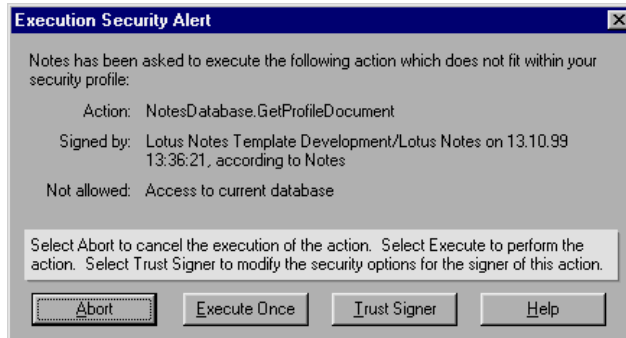 Execution Security Alert
Notes has been asked to execute the following action which does not fit within your
security profile:
Action: NotesDatabase.GetProfileDocument
Signed by: Lotus Notes Template Development/Lotus Notes on 13.10.99
13:36:21, according to Notes
Not allowed: Access to current database
Select Abort to cancel the execution of the action. Select Execute to perform the
action. Select Trust Signer to modify the security options for the signer of this action.
Abort Execute Once Trust Signer Help